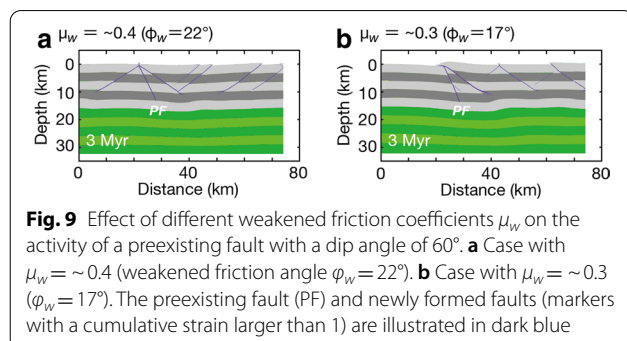 a μw = ~0.4 (ϕw=22°)
b μw = ~0.3 (ϕw=17°)
Depth (km)
0
10
20
30
PF
3 Myr
0 20 40 60 80
Distance (km)
Depth (km)
0
10
20
30
PF
3 Myr
0 20 40 60 80
Distance (km)
Fig. 9 Effect of different weakened friction coefficients μw on the
activity of a preexisting fault with a dip angle of 60°. a Case with
μw = ~0.4 (weakened friction angle φw = 22°). b Case with μw = ~0.3
(φw = 17°). The preexisting fault (PF) and newly formed faults (markers
with a cumulative strain larger than 1) are illustrated in dark blue